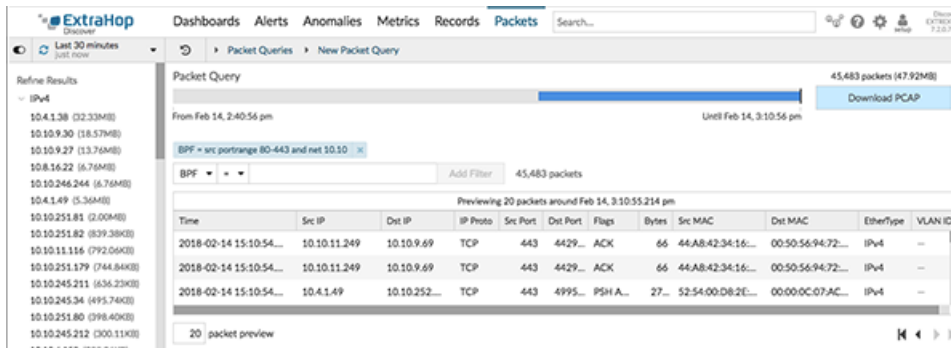 ExtraHop
Discover
Dashboards Alerts Anomalies Metrics Records Packets Search...
setup
Last 30 minutes
just now
Packet Queries New Packet Query
Refine Results
IPv4
10.4.1.38 (32.33MB)
10.10.9.30 (18.57MB)
10.10.9.27 (13.76MB)
10.8.16.22 (6.76MB)
10.10.246.244 (6.76MB)
10.4.1.49 (5.36MB)
10.10.251.81 (2.00MB)
10.10.251.82 (839.38KB)
10.10.11.116 (792.06KB)
10.10.251.179 (744.84KB)
10.10.245.211 (636.23KB)
10.10.245.34 (495.74KB)
10.10.251.80 (398.40KB)
10.10.245.212 (300.11KB)
Packet Query
45,483 packets (47.92MB)
Download PCAP
From Feb 14, 2:40:56 pm Until Feb 14, 3:10:56 pm
BPF = src portrange 80-443 and net 10.10 ×
BPF = Add Filter 45,483 packets
Previewing 20 packets around Feb 14, 3:10:55.214 pm
Time Src IP Dst IP IP Proto Src Port Dst Port Flags Bytes Src MAC Dst MAC EtherType VLAN ID
2018-02-14 15:10:54.... 10.10.11.249 10.10.9.69 TCP 443 4429... ACK 66 44:A8:42:34:16:... 00:50:56:94:72:... IPv4 --
2018-02-14 15:10:54.... 10.10.11.249 10.10.9.69 TCP 443 4429... ACK 66 44:A8:42:34:16:... 00:50:56:94:72:... IPv4 --
2018-02-14 15:10:54.... 10.4.1.49 10.10.252.... TCP 443 4995... PSH A... 27... 52:54:00:D8:2E:... 00:00:0C:07:AC... IPv4 --
20 packet preview